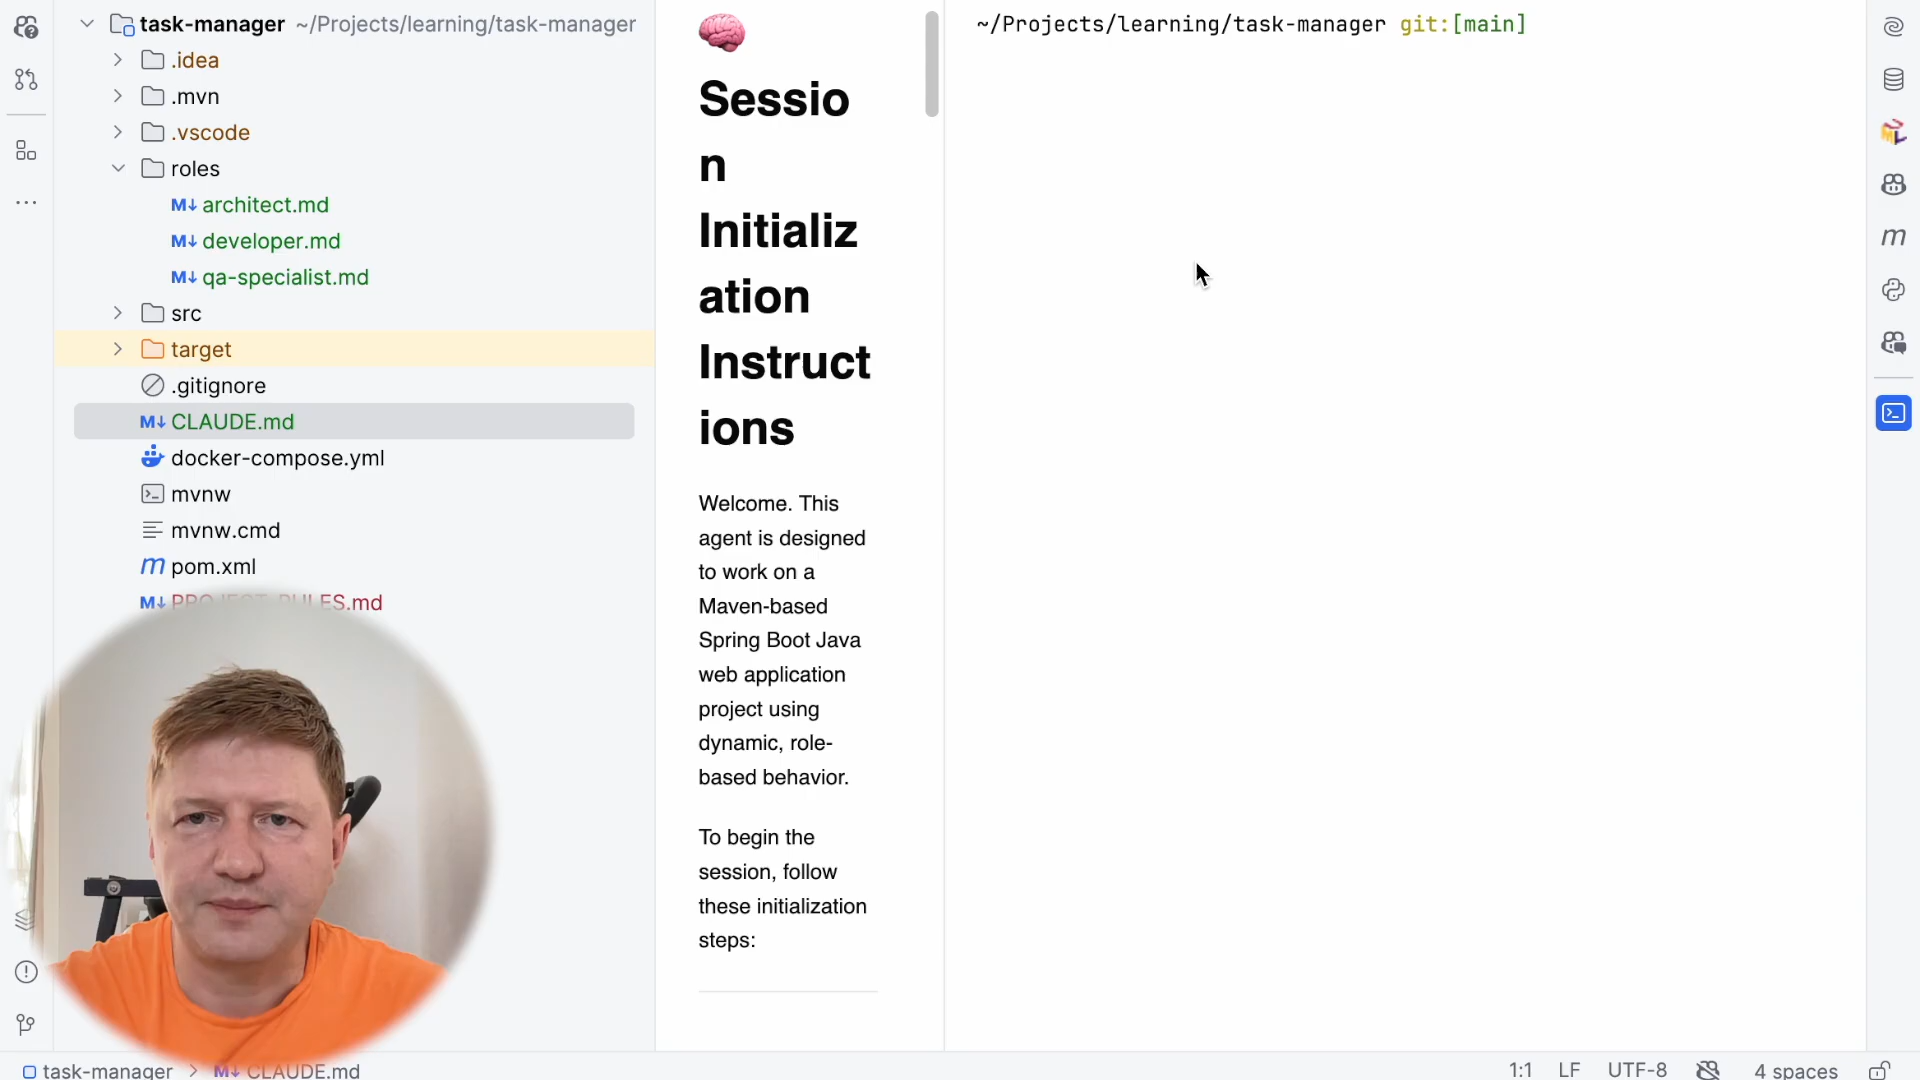 task-manager ~/Projects/learning/task-manager
.idea
.mvn
.vscode
roles
M↓ architect.md
M↓ developer.md
M↓ qa-specialist.md
src
target
.gitignore
M↓ CLAUDE.md
docker-compose.yml
mvnw
mvnw.cmd
m pom.xml
M↓ PROJECT_RULES.md
Sessio
n
Initializ
ation
Instruct
ions
Welcome. This
agent is designed
to work on a
Maven-based
Spring Boot Java
web application
project using
dynamic, role-
based behavior.
To begin the
session, follow
these initialization
steps:
~/Projects/learning/task-manager git:[main]
m
task-manager > M↓ CLAUDE.md
1:1 LF UTF-8 4 spaces